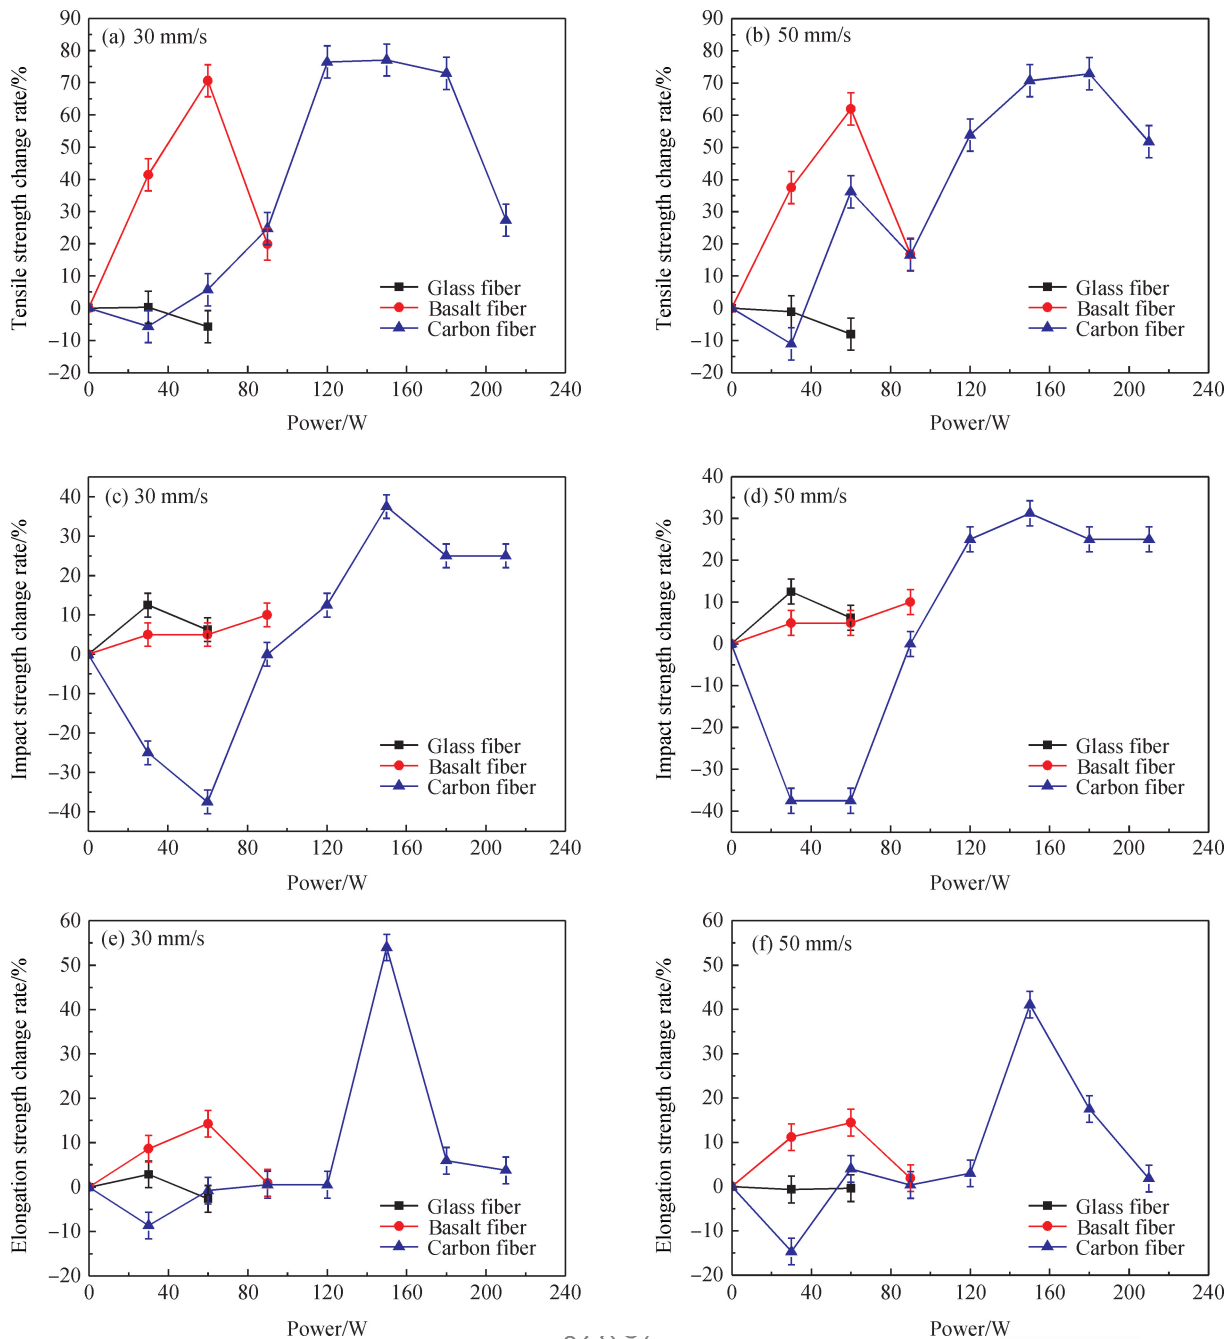 (a) 30 mm/s
Tensile strength change rate/%
90
80
70
60
50
40
30
20
10
0
−10
−20
Glass fiber
Basalt fiber
Carbon fiber
0 40 80 120 160 200 240
Power/W
(b) 50 mm/s
Tensile strength change rate/%
90
80
70
60
50
40
30
20
10
0
−10
−20
Glass fiber
Basalt fiber
Carbon fiber
0 40 80 120 160 200 240
Power/W
(c) 30 mm/s
Impact strength change rate/%
40
30
20
10
0
−10
−20
−30
−40
Glass fiber
Basalt fiber
Carbon fiber
0 40 80 120 160 200 240
Power/W
(d) 50 mm/s
Impact strength change rate/%
40
30
20
10
0
−10
−20
−30
−40
Glass fiber
Basalt fiber
Carbon fiber
0 40 80 120 160 200 240
Power/W
(e) 30 mm/s
Elongation strength change rate/%
60
50
40
30
20
10
0
−10
−20
Glass fiber
Basalt fiber
Carbon fiber
0 40 80 120 160 200 240
Power/W
(f) 50 mm/s
Elongation strength change rate/%
60
50
40
30
20
10
0
−10
−20
Glass fiber
Basalt fiber
Carbon fiber
0 40 80 120 160 200 240
Power/W